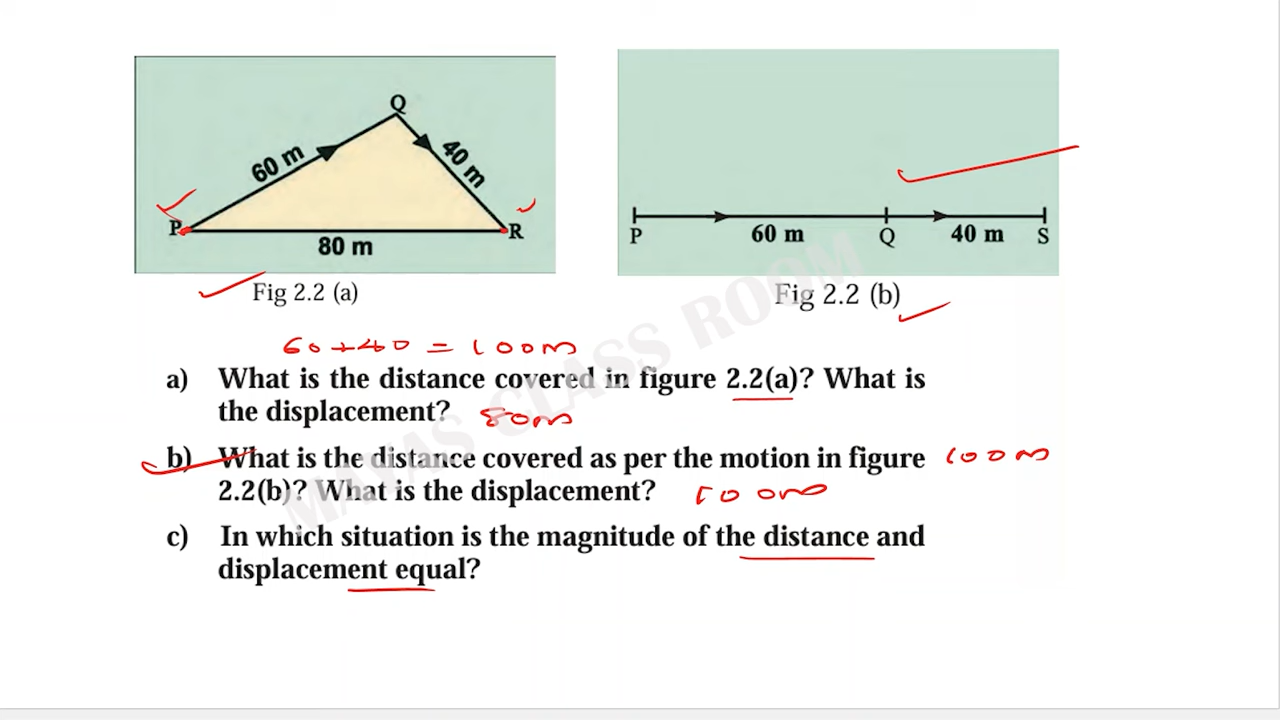 Q
60 m
40 m
P
R
80 m
Fig 2.2 (a)
P
60 m
Q
40 m
S
Fig 2.2 (b)
60+40 = 100m
a) What is the distance covered in figure 2.2(a)? What is
the displacement? 80m
b) What is the distance covered as per the motion in figure 100m
2.2(b)? What is the displacement? 100m
c) In which situation is the magnitude of the distance and
displacement equal?
MAVAS CLASS ROOM